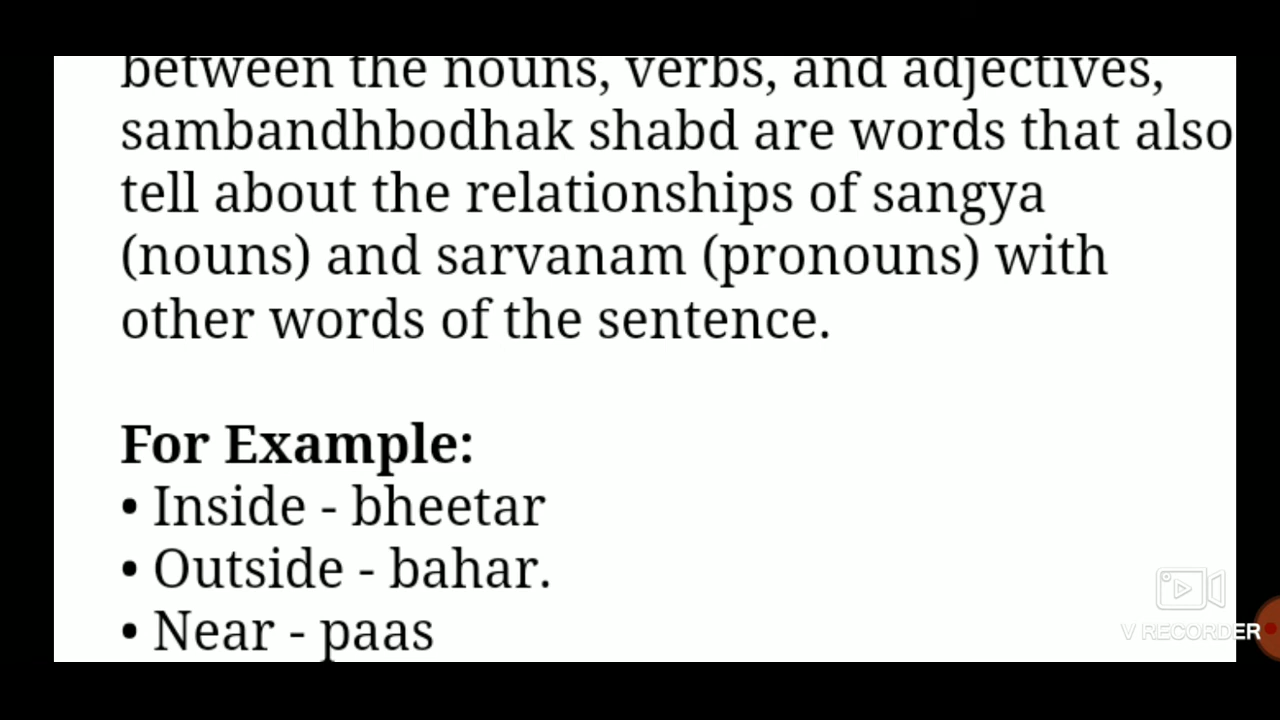 between the nouns, verbs, and adjectives,
sambandhbodhak shabd are words that also
tell about the relationships of sangya
(nouns) and sarvanam (pronouns) with
other words of the sentence.
For Example:
• Inside - bheetar
• Outside - bahar.
• Near - paas
V RECORDER